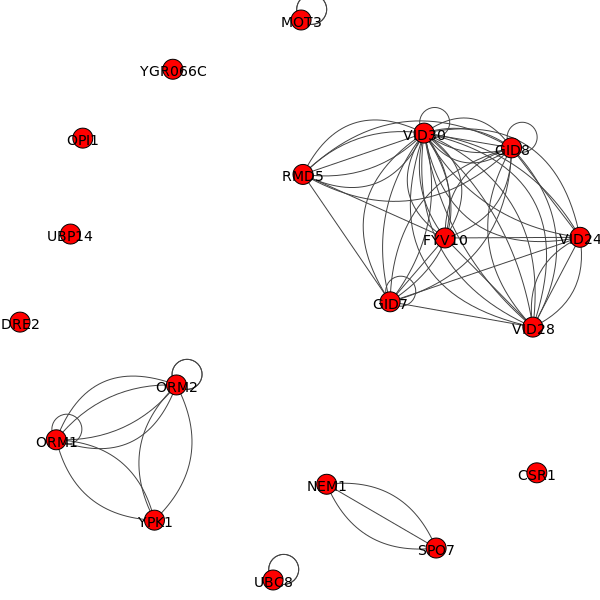 MOT3
YGR066C
OPI1
VID30
GID8
RMD5
UBP14
FYV10
VID24
GID7
DRE2
VID28
ORM2
ORM1
CSR1
NEM1
YPK1
SPO7
UBC8